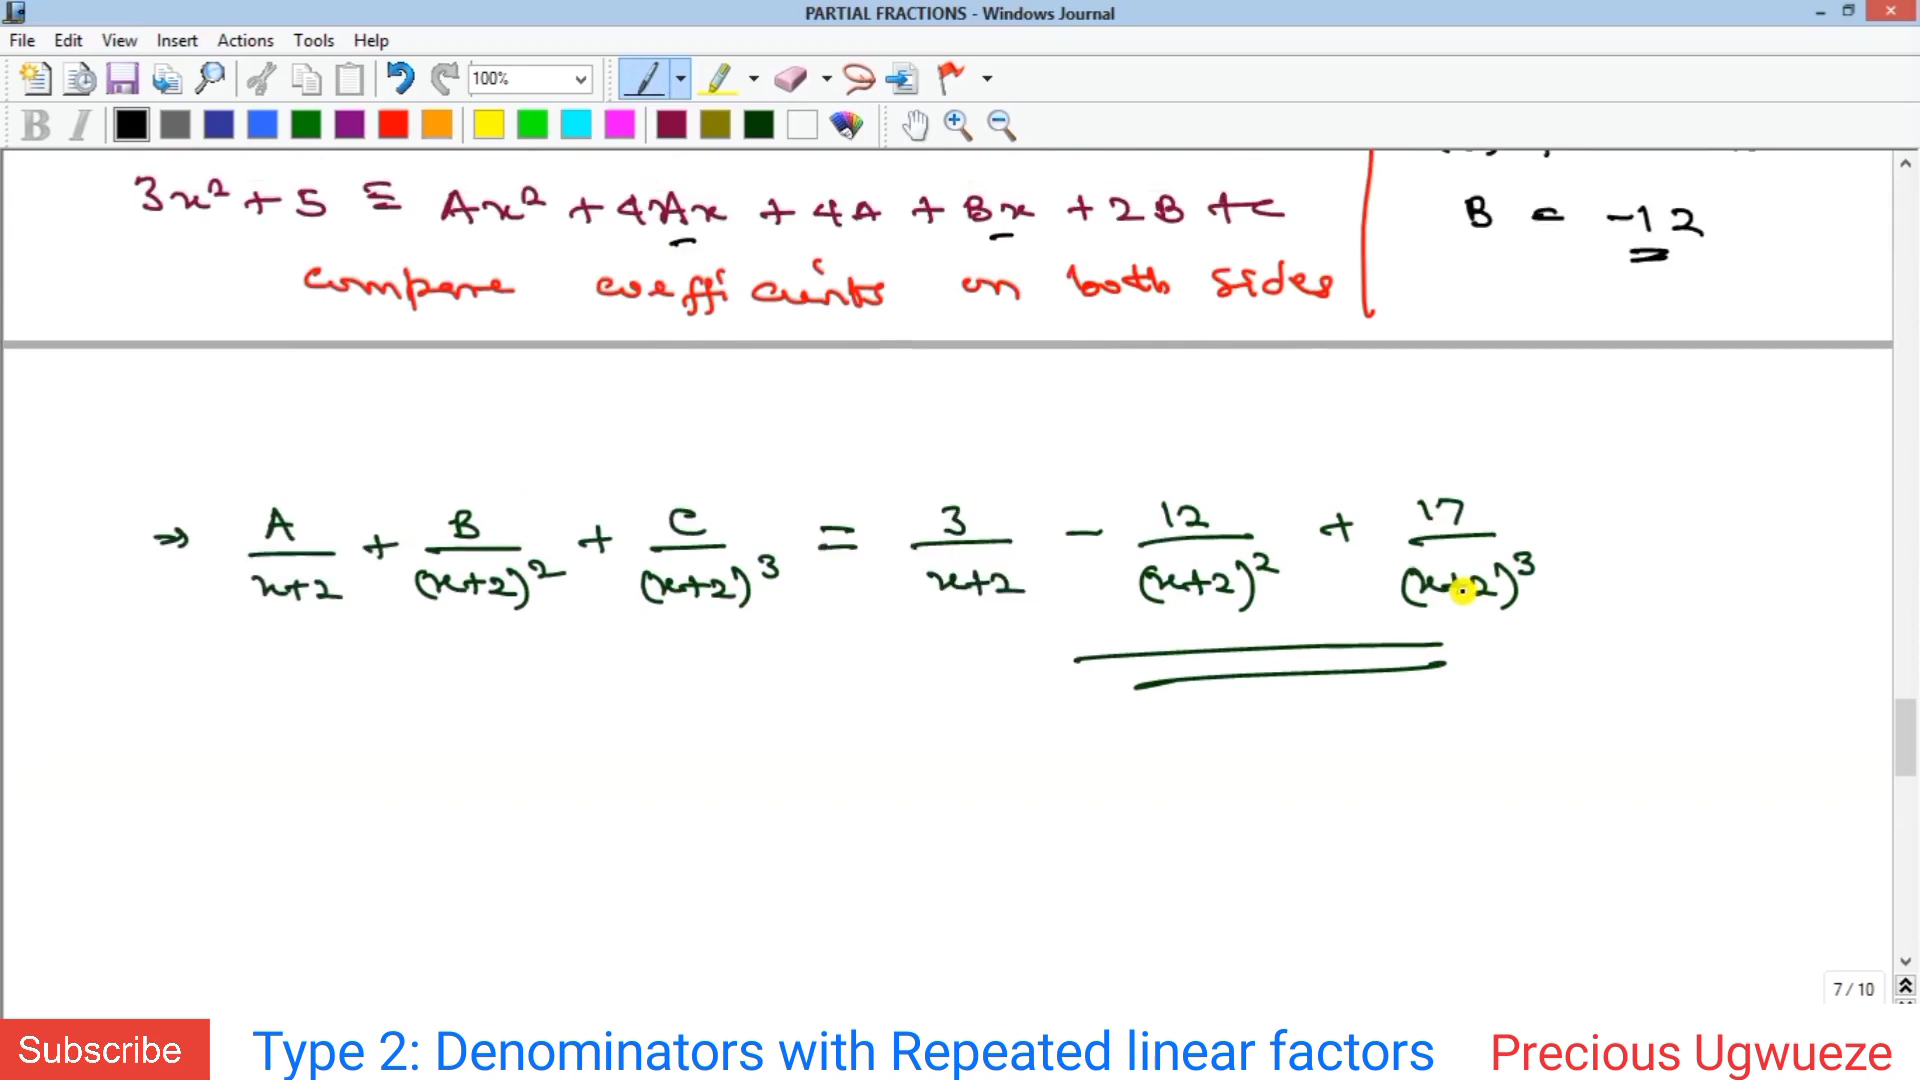 PARTIAL FRACTIONS - Windows Journal
File Edit View Insert Actions Tools Help
100%
B I
3x² + 5 ≡ Ax² + 4Ax + 4A + Bx + 2B + C
B = -12
compare coefficients on both sides
⇒ A/(x+2) + B/(x+2)² + C/(x+2)³ = 3/(x+2) - 12/(x+2)² + 17/(x+2)³
7 / 10
Subscribe
Type 2: Denominators with Repeated linear factors
Precious Ugwueze